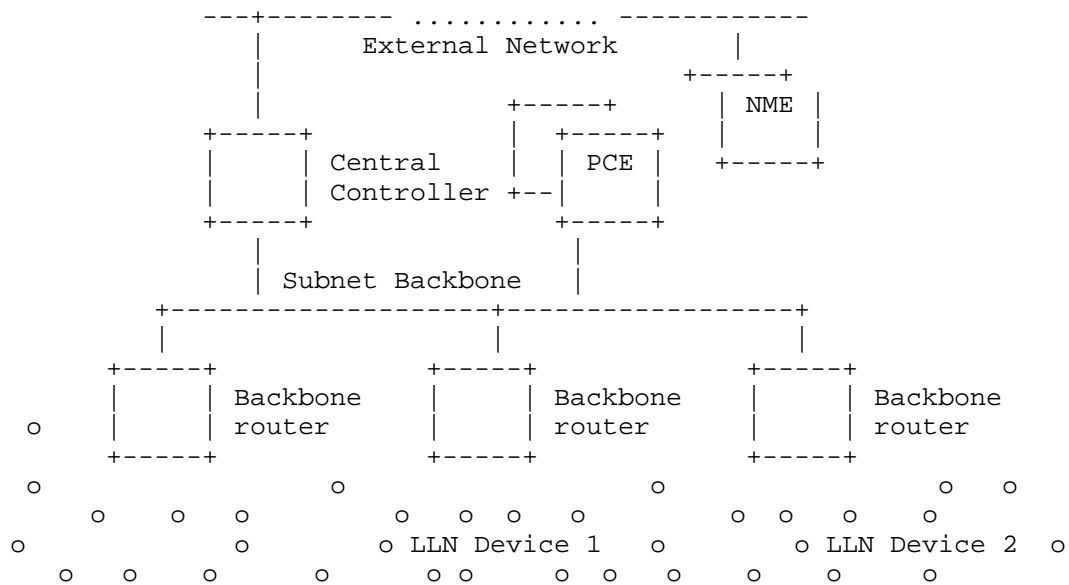 ---+-------- ............ ------------
|      External Network       |
|                          +-----+
|               +-----+      | NME |
+-----+            |  +-----+   |     |
|     | Central    |  | PCE |   +-----+
|     | Controller +--|     |
+-----+               +-----+
|                   |
| Subnet Backbone   |
+--------------------+------------------+
|                    |                  |
+-----+             +-----+             +-----+
|     | Backbone    |     | Backbone    |     | Backbone
o    |     | router      |     | router      |     | router
+-----+             +-----+             +-----+
o                  o                   o                 o   o
o    o   o         o   o  o   o         o  o   o    o
o             o        o LLN Device 1   o        o LLN Device 2  o
o   o    o      o      o o     o  o   o    o    o     o